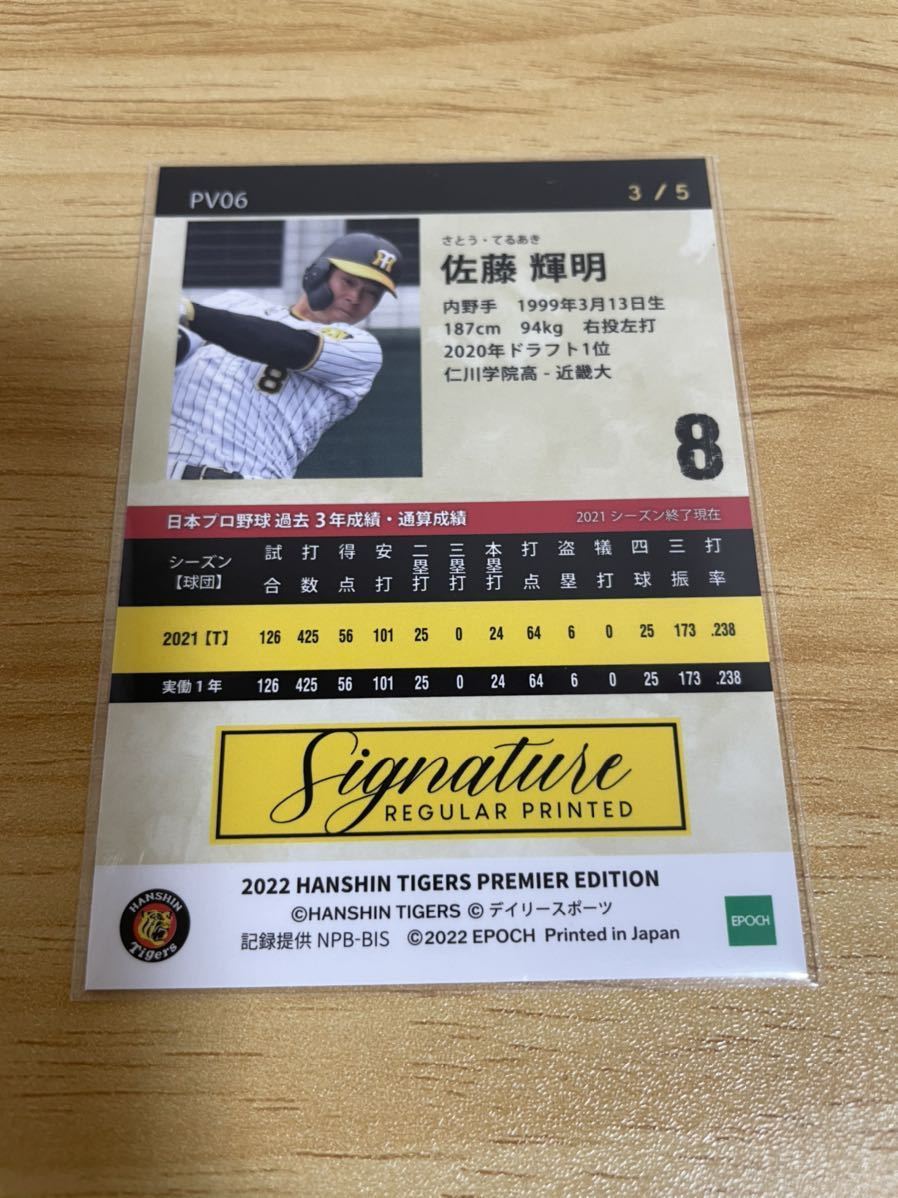 PV06 3 / 5
さとう・てるあき
佐藤 輝明
内野手 1999年3月13日生
187cm 94kg 右投左打
2020年ドラフト1位
仁川学院高 - 近畿大
8
8
日本プロ野球 過去 3年成績・通算成績 2021 シーズン終了現在
シーズン【球団】 試合 打数 得点 安打 二塁打 三塁打 本塁打 打点 盗塁 犠打 四球 三振 打率
2021【T】 126 425 56 101 25 0 24 64 6 0 25 173 .238
実働 1 年 126 425 56 101 25 0 24 64 6 0 25 173 .238
Signature
REGULAR PRINTED
2022 HANSHIN TIGERS PREMIER EDITION
©HANSHIN TIGERS © デイリースポーツ
記録提供 NPB-BIS ©2022 EPOCH Printed in Japan
HANSHIN Tigers
EPOCH